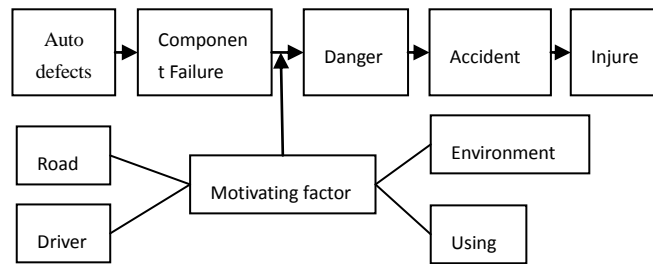 Auto
defects
Componen
t Failure
Danger
Accident
Injure
Road
Driver
Motivating factor
Environment
Using